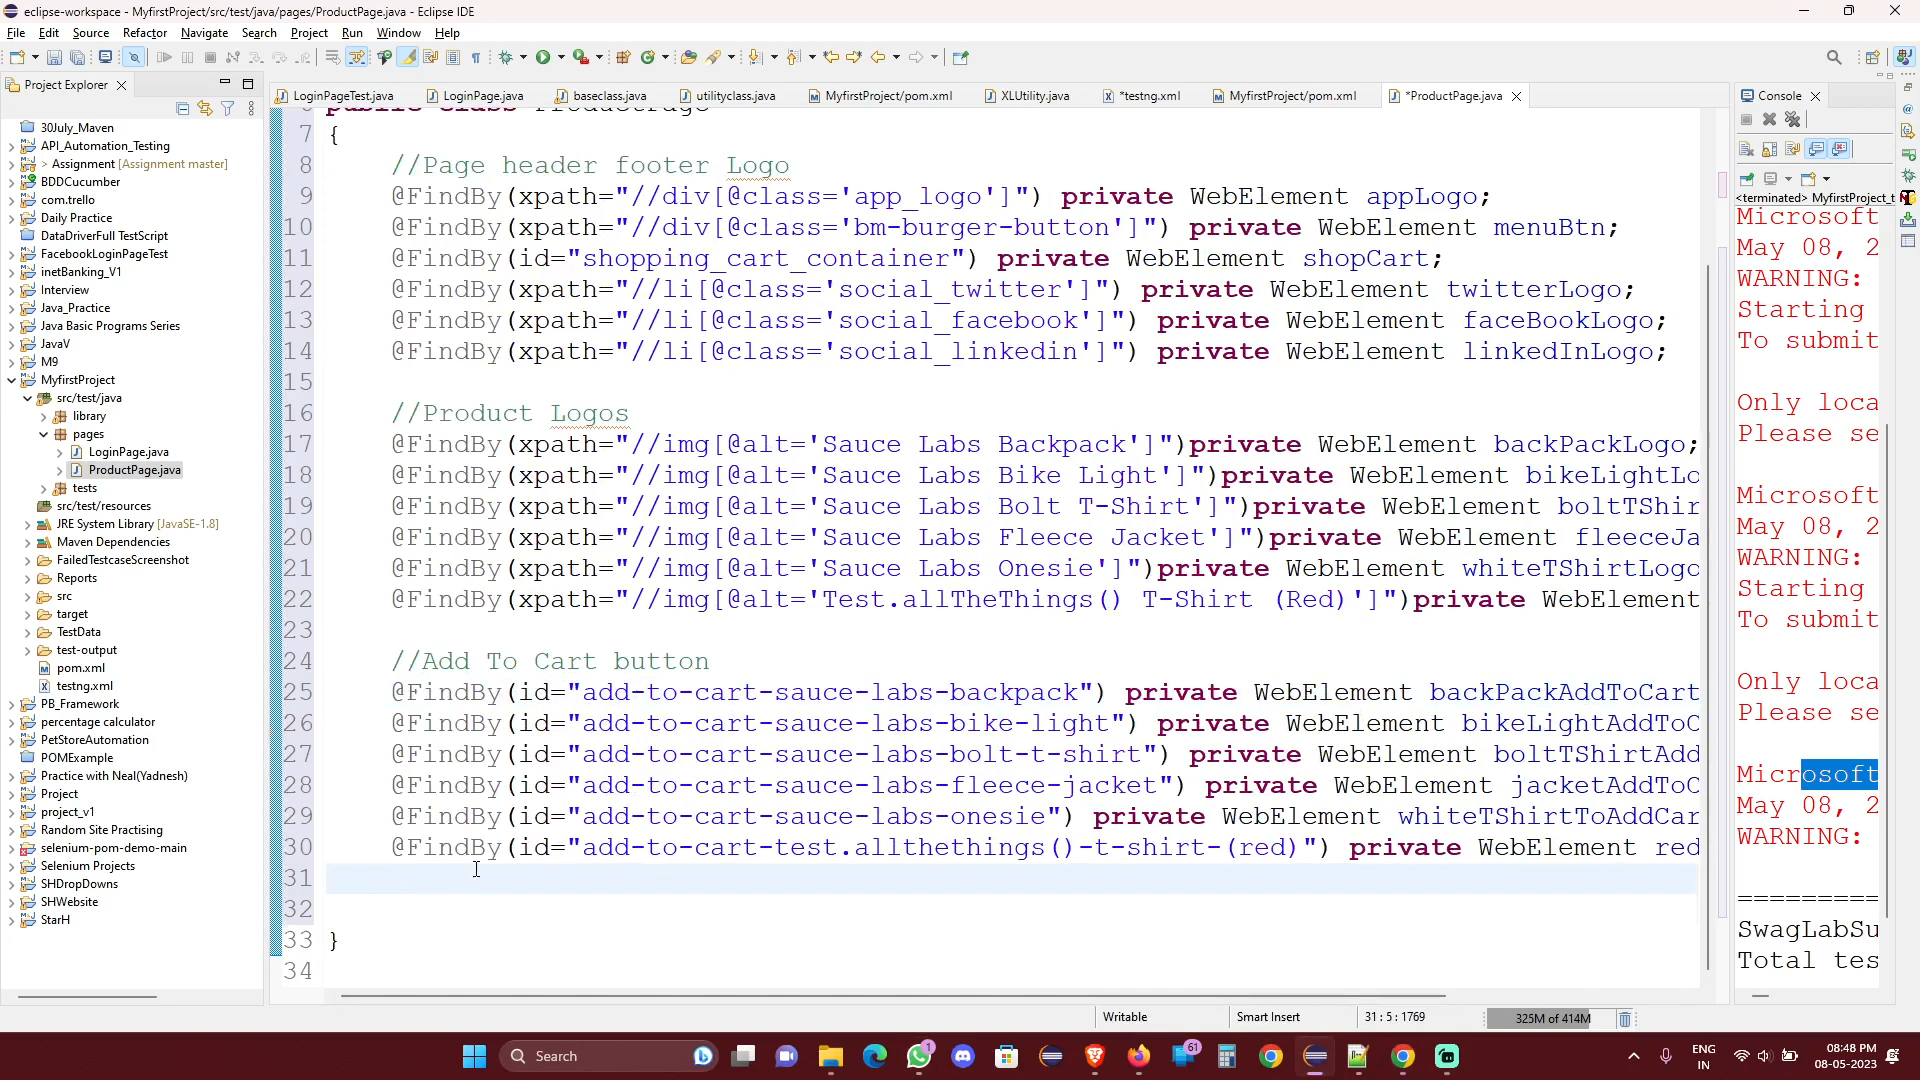 eclipse-workspace - MyfirstProject/src/test/java/pages/ProductPage.java - Eclipse IDE
File Edit Source Refactor Navigate Search Project Run Window Help
Project Explorer
30July_Maven
API_Automation_Testing
> Assignment [Assignment master]
BDDCucumber
com.trello
Daily Practice
DataDriverFull TestScript
FacebookLoginPageTest
inetBanking_V1
Interview
Java_Practice
Java Basic Programs Series
JavaV
M9
MyfirstProject
src/test/java
library
pages
LoginPage.java
ProductPage.java
tests
src/test/resources
JRE System Library [JavaSE-1.8]
Maven Dependencies
FailedTestcaseScreenshot
Reports
src
target
TestData
test-output
pom.xml
testng.xml
PB_Framework
percentage calculator
PetStoreAutomation
POMExample
Practice with Neal(Yadnesh)
Project
project_v1
Random Site Practising
selenium-pom-demo-main
Selenium Projects
SHDropDowns
SHWebsite
StarH
LoginPageTest.java LoginPage.java baseclass.java utilityclass.java MyfirstProject/pom.xml XLUtility.java *testng.xml MyfirstProject/pom.xml *ProductPage.java
public class ProductPage
7 {
8 //Page header footer Logo
9 @FindBy(xpath="//div[@class='app_logo']") private WebElement appLogo;
10 @FindBy(xpath="//div[@class='bm-burger-button']") private WebElement menuBtn;
11 @FindBy(id="shopping_cart_container") private WebElement shopCart;
12 @FindBy(xpath="//li[@class='social_twitter']") private WebElement twitterLogo;
13 @FindBy(xpath="//li[@class='social_facebook']") private WebElement faceBookLogo;
14 @FindBy(xpath="//li[@class='social_linkedin']") private WebElement linkedInLogo;
15
16 //Product Logos
17 @FindBy(xpath="//img[@alt='Sauce Labs Backpack']")private WebElement backPackLogo;
18 @FindBy(xpath="//img[@alt='Sauce Labs Bike Light']")private WebElement bikeLightLo
19 @FindBy(xpath="//img[@alt='Sauce Labs Bolt T-Shirt']")private WebElement boltTShir
20 @FindBy(xpath="//img[@alt='Sauce Labs Fleece Jacket']")private WebElement fleeceJa
21 @FindBy(xpath="//img[@alt='Sauce Labs Onesie']")private WebElement whiteTShirtLogo
22 @FindBy(xpath="//img[@alt='Test.allTheThings() T-Shirt (Red)']")private WebElement
23
24 //Add To Cart button
25 @FindBy(id="add-to-cart-sauce-labs-backpack") private WebElement backPackAddToCart
26 @FindBy(id="add-to-cart-sauce-labs-bike-light") private WebElement bikeLightAddToC
27 @FindBy(id="add-to-cart-sauce-labs-bolt-t-shirt") private WebElement boltTShirtAdd
28 @FindBy(id="add-to-cart-sauce-labs-fleece-jacket") private WebElement jacketAddToC
29 @FindBy(id="add-to-cart-sauce-labs-onesie") private WebElement whiteTShirtToAddCar
30 @FindBy(id="add-to-cart-test.allthethings()-t-shirt-(red)") private WebElement red
31
32
33 }
34
Console
<terminated> MyfirstProject_t
Microsoft
May 08, 2
WARNING:
Starting
To submit
Only loca
Please se
Microsoft
May 08, 2
WARNING:
Starting
To submit
Only loca
Please se
Microsoft
May 08, 2
WARNING:
=========
SwagLabSu
Total tes
Writable Smart Insert 31 : 5 : 1769 325M of 414M
Search
1
61
ENG
IN
08:48 PM
08-05-2023